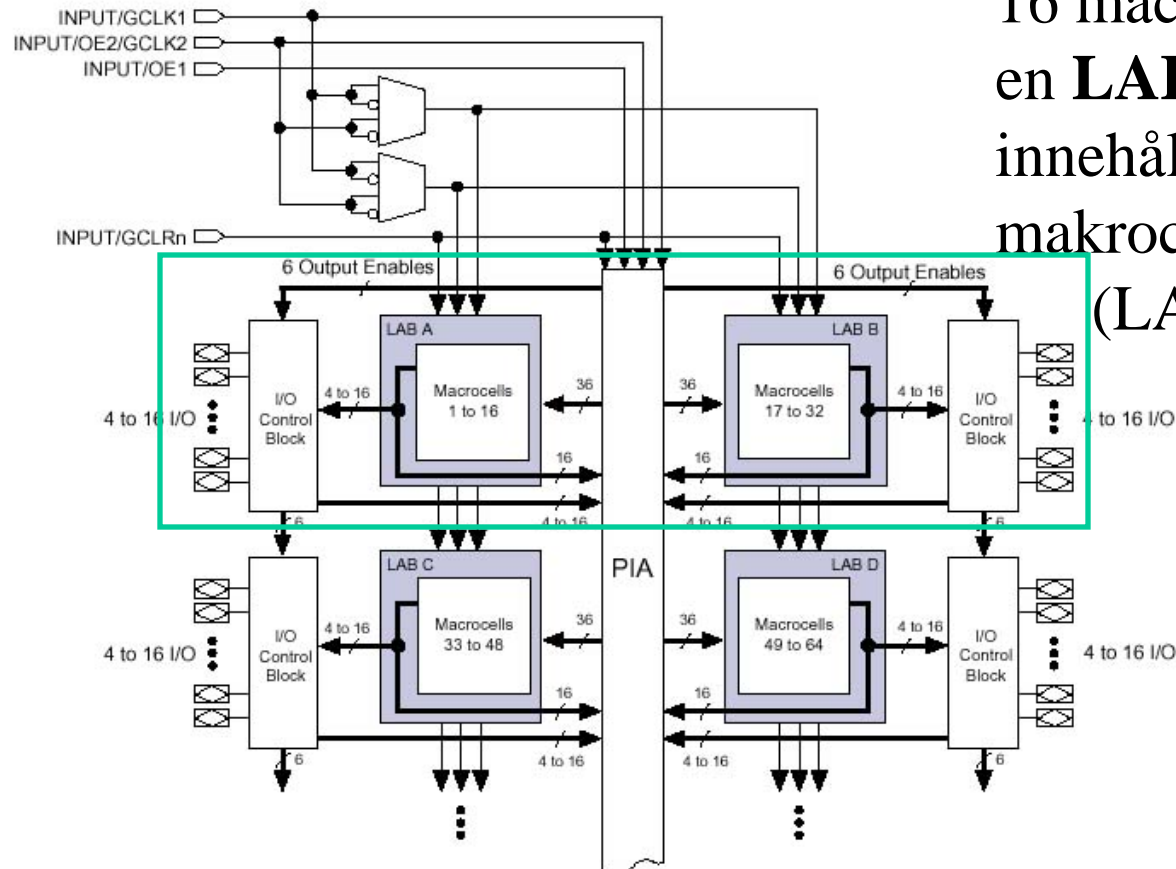 INPUT/GCLK1
INPUT/OE2/GCLK2
INPUT/OE1
INPUT/GCLRn
16
en
(LA
6 Output Enables
6 Output Enables
LAB A
LAB B
Macrocells
1 to 16
Macrocells
17 to 32
36
36
I/O
Control
Block
I/O
Control
Block
4 to 16
4 to 16
4 to 16 I/O
4 to 16 I/O
16
16
4 to 16
4 to 16
6
6
PIA
LAB C
LAB D
Macrocells
33 to 48
Macrocells
49 to 64
36
36
I/O
Control
Block
I/O
Control
Block
4 to 16
4 to 16
4 to 16 I/O
4 to 16 I/O
16
16
4 to 16
4 to 16
6
6